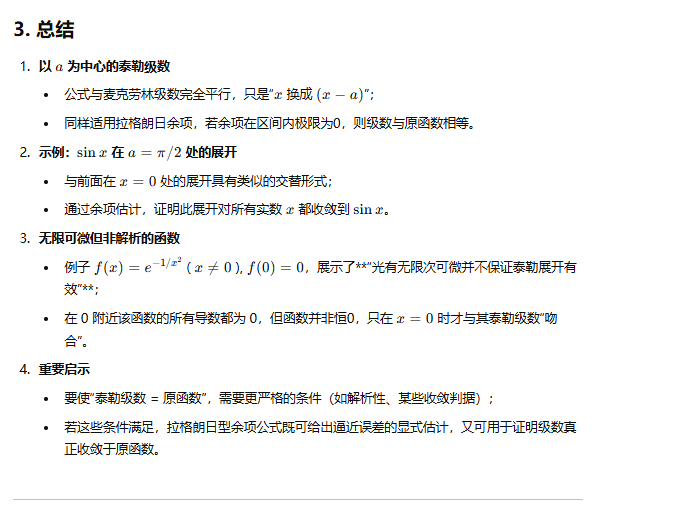 3. 总结
1. 以 a 为中心的泰勒级数
• 公式与麦克劳林级数完全平行，只是“x 换成 (x − a)”；
• 同样适用拉格朗日余项，若余项在区间内极限为0，则级数与原函数相等。
2. 示例：sin x 在 a = π/2 处的展开
• 与前面在 x = 0 处的展开具有类似的交替形式；
• 通过余项估计，证明此展开对所有实数 x 都收敛到 sin x。
3. 无限可微但非解析的函数
• 例子 f(x) = e^{−1/x²} ( x ≠ 0 ), f(0) = 0，展示了**“光有无限次可微并不保证泰勒展开有
效”**；
• 在 0 附近该函数的所有导数都为 0，但函数并非恒0，只在 x = 0 时才与其泰勒级数“吻
合”。
4. 重要启示
• 要使“泰勒级数 = 原函数”，需要更严格的条件（如解析性、某些收敛判据）；
• 若这些条件满足，拉格朗日型余项公式既可给出逼近误差的显式估计，又可用于证明级数真
正收敛于原函数。